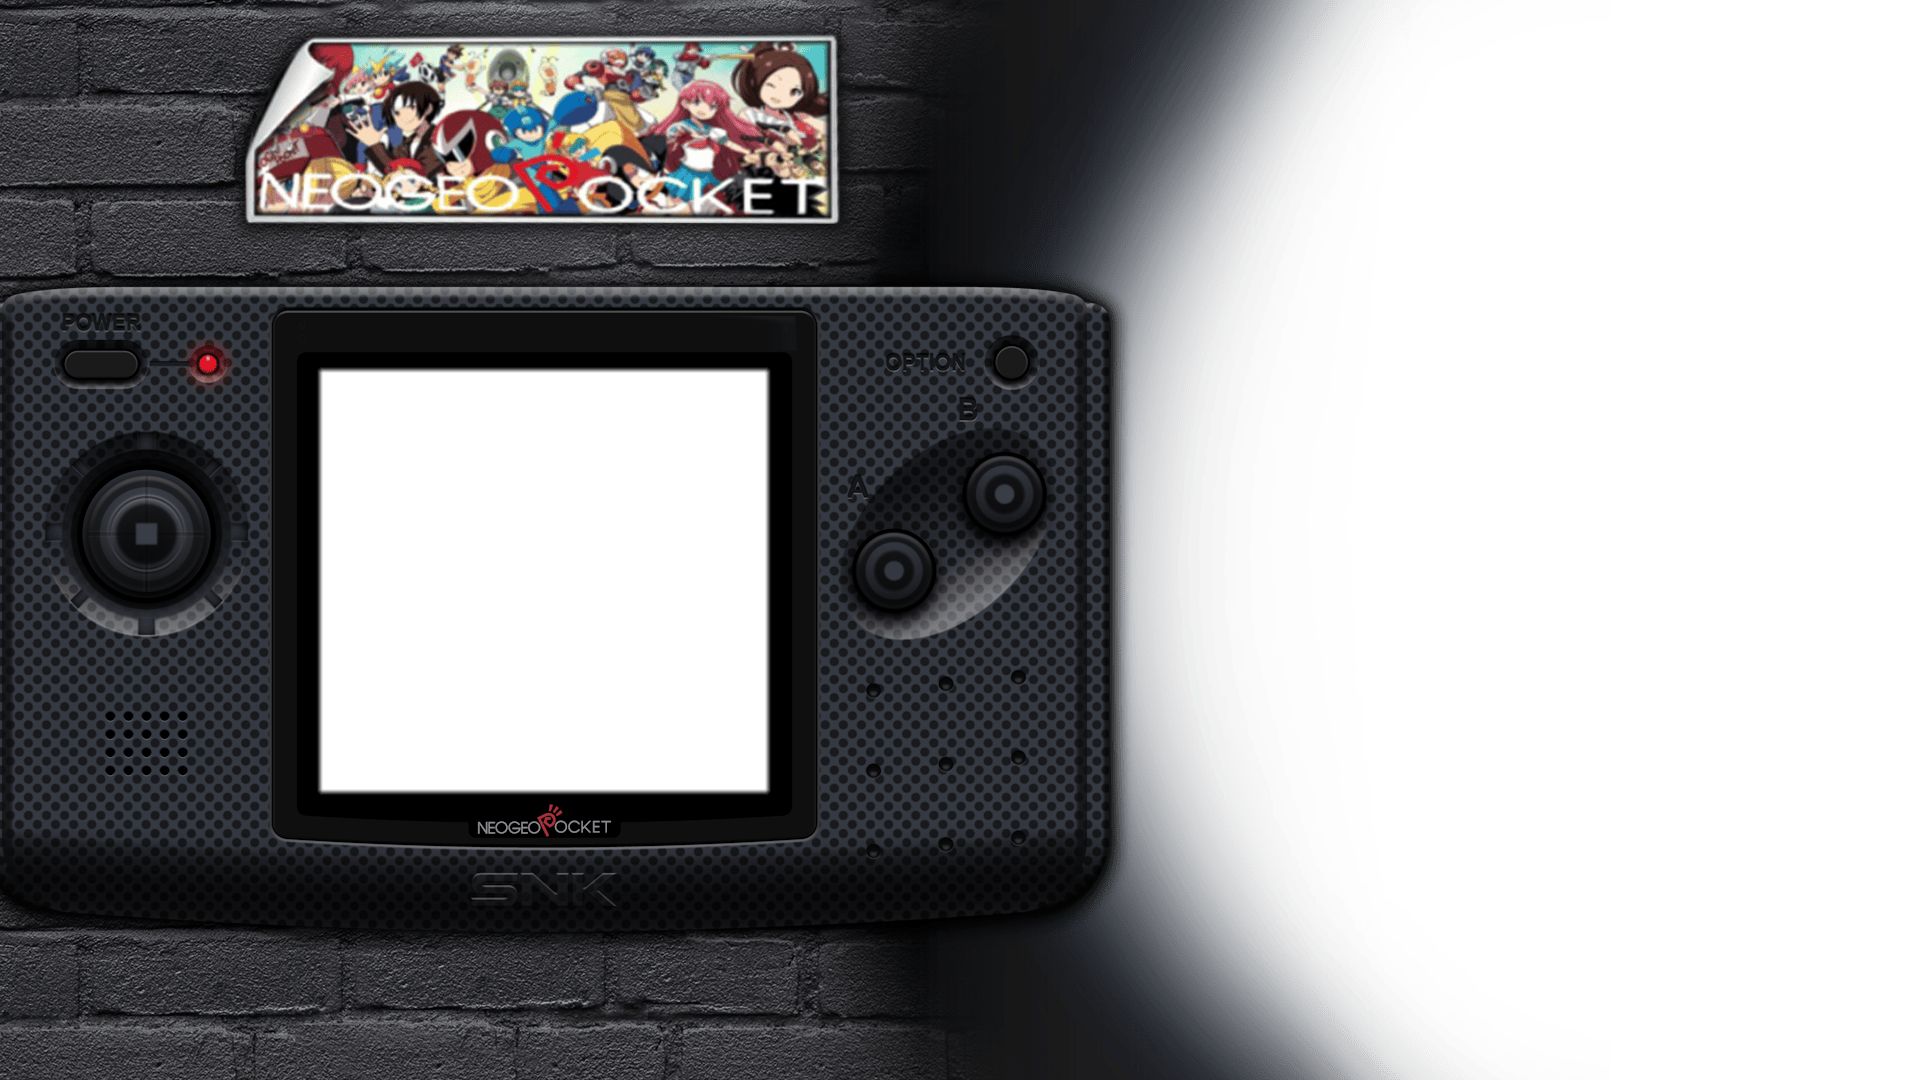 NEOGEO POCKET
POWER
OPTION
B
A
NEOGEO POCKET
SNK